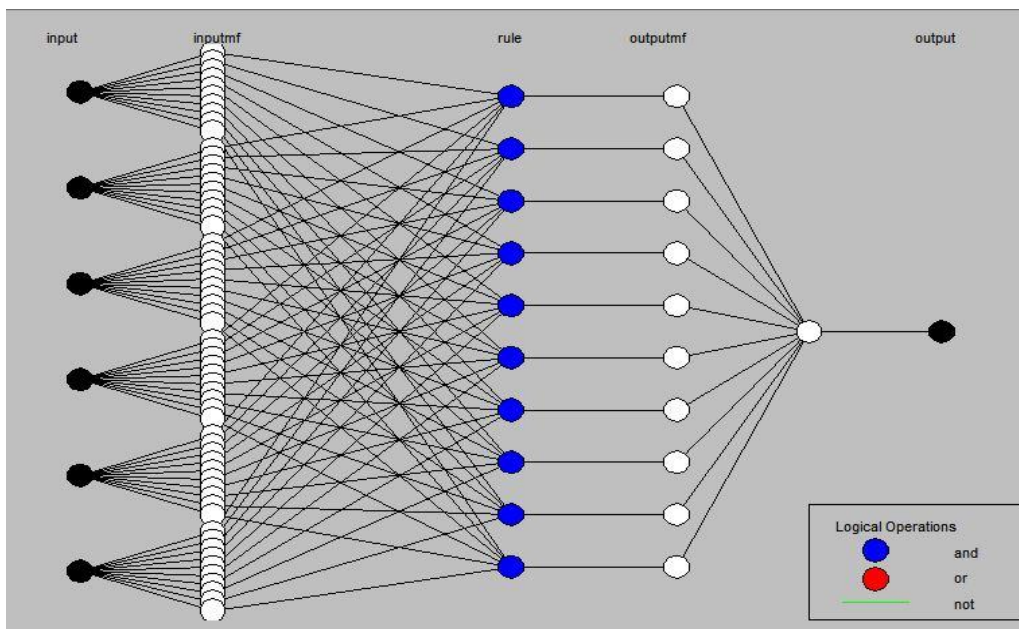 input
inputmf
rule
outputmf
output
Logical Operations
and
or
not